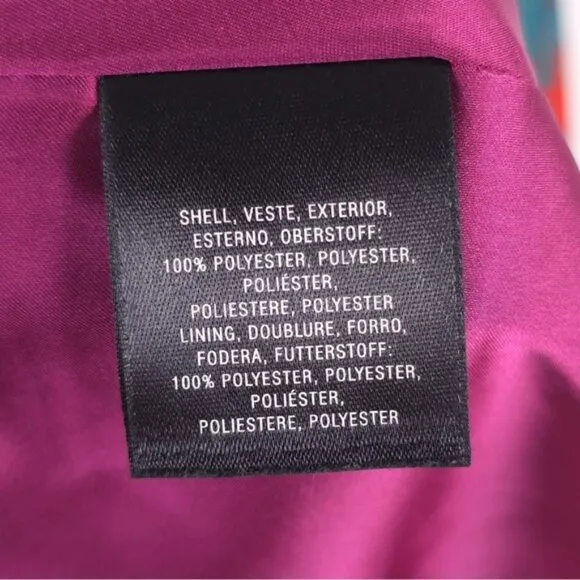 SHELL, VESTE, EXTERIOR,
ESTERNO, OBERSTOFF:
100% POLYESTER, POLYESTER,
POLIÉSTER,
POLIESTERE, POLYESTER
LINING, DOUBLURE, FORRO,
FODERA, FUTTERSTOFF:
100% POLYESTER, POLYESTER,
POLIÉSTER,
POLIESTERE, POLYESTER